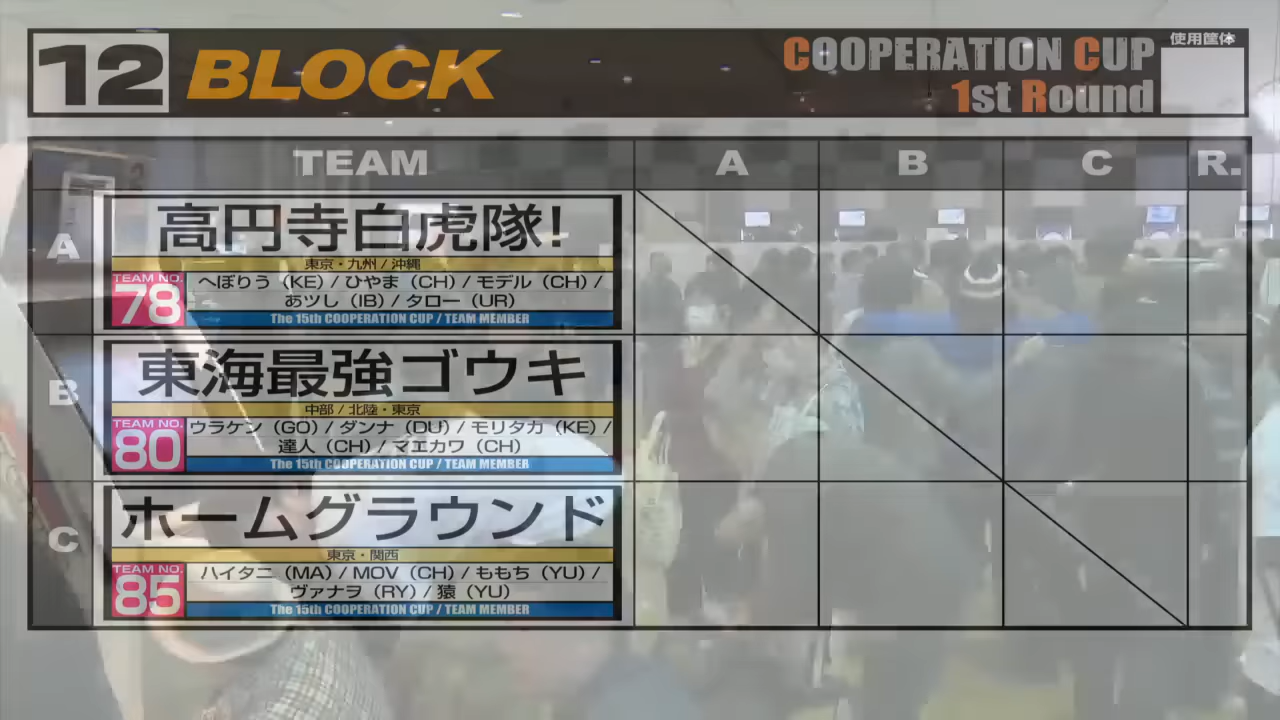 12 BLOCK
COOPERATION CUP
1st Round
使用筐体
TEAM A B C R.
A
高円寺白虎隊!
東京・九州 / 沖縄
TEAM NO. 78
へぼりう（KE）/ ひやま（CH）/ モデル（CH）/
あツし（IB）/ タロー（UR）
The 15th COOPERATION CUP / TEAM MEMBER
B
東海最強ゴウキ
中部 / 北陸・東京
TEAM NO. 80
ウラケン（GO）/ ダンナ（DU）/ モリタカ（KE）/
達人（CH）/ マエカワ（CH）
The 15th COOPERATION CUP / TEAM MEMBER
C
ホームグラウンド
東京・関西
TEAM NO. 85
ハイタニ（MA）/ MOV（CH）/ ももち（YU）/
ヴァナヲ（RY）/ 猿（YU）
The 15th COOPERATION CUP / TEAM MEMBER